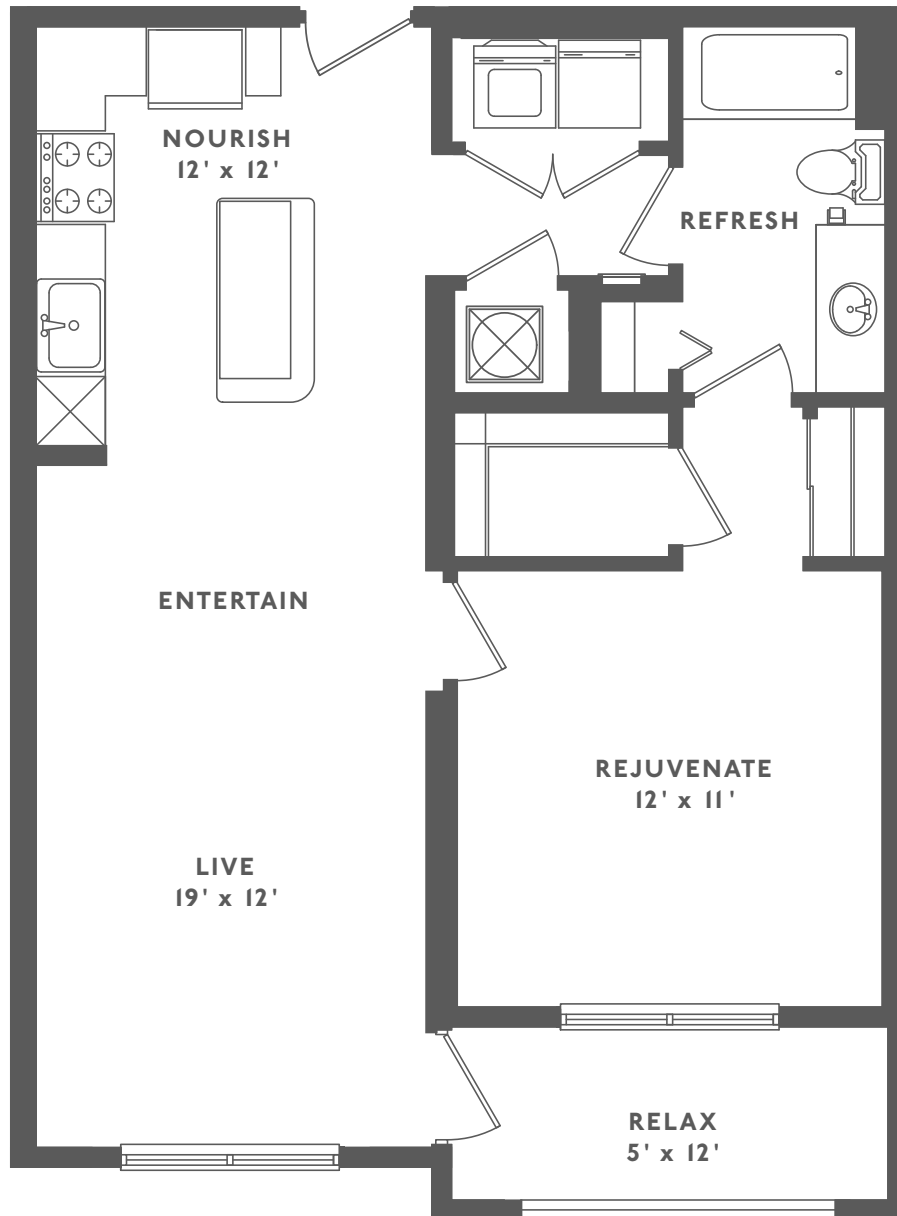 NOURISH
12' x 12'
REFRESH
ENTERTAIN
REJUVENATE
12' x 11'
LIVE
19' x 12'
RELAX
5' x 12'